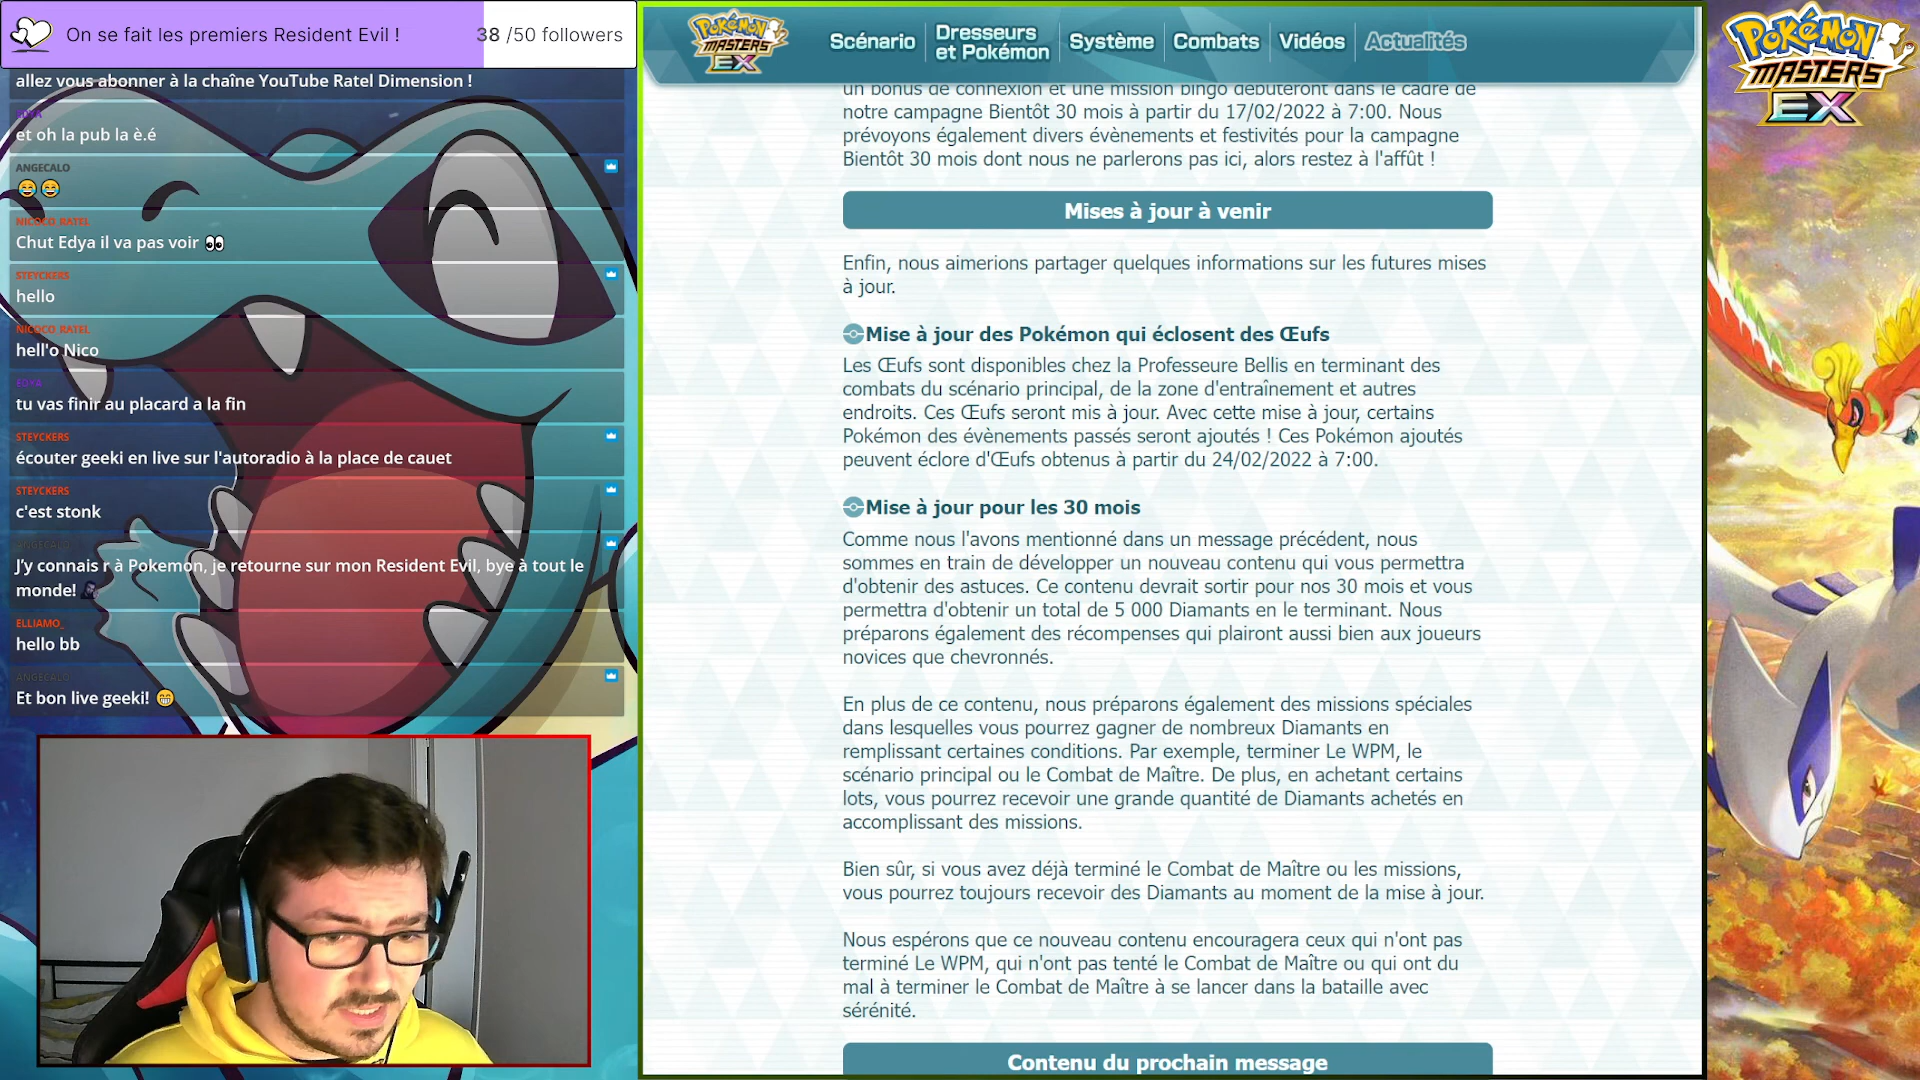 On se fait les premiers Resident Evil !
38 /50 followers
allez vous abonner à la chaîne YouTube Ratel Dimension !
EDYA
et oh la pub la è.é
ANGECALO
😂😂
NICOCO_RATEL
Chut Edya il va pas voir 👀
STEYCKERS
hello
NICOCO_RATEL
hell'o Nico
EDYA
tu vas finir au placard a la fin
STEYCKERS
écouter geeki en live sur l'autoradio à la place de cauet
STEYCKERS
c'est stonk
ANGECALO
J'y connais r à Pokemon, je retourne sur mon Resident Evil, bye à tout le
monde!
ELLIAMO_
hello bb
ANGECALO
Et bon live geeki! 😁
POKÉMON
MASTERS
EX
Scénario
Dresseurs
et Pokémon
Système
Combats
Vidéos
Actualités
un bonus de connexion et une mission bingo débuteront dans le cadre de
notre campagne Bientôt 30 mois à partir du 17/02/2022 à 7:00. Nous
prévoyons également divers évènements et festivités pour la campagne
Bientôt 30 mois dont nous ne parlerons pas ici, alors restez à l'affût !
Mises à jour à venir
Enfin, nous aimerions partager quelques informations sur les futures mises
à jour.
Mise à jour des Pokémon qui éclosent des Œufs
Les Œufs sont disponibles chez la Professeure Bellis en terminant des
combats du scénario principal, de la zone d'entraînement et autres
endroits. Ces Œufs seront mis à jour. Avec cette mise à jour, certains
Pokémon des évènements passés seront ajoutés ! Ces Pokémon ajoutés
peuvent éclore d'Œufs obtenus à partir du 24/02/2022 à 7:00.
Mise à jour pour les 30 mois
Comme nous l'avons mentionné dans un message précédent, nous
sommes en train de développer un nouveau contenu qui vous permettra
d'obtenir des astuces. Ce contenu devrait sortir pour nos 30 mois et vous
permettra d'obtenir un total de 5 000 Diamants en le terminant. Nous
préparons également des récompenses qui plairont aussi bien aux joueurs
novices que chevronnés.
En plus de ce contenu, nous préparons également des missions spéciales
dans lesquelles vous pourrez gagner de nombreux Diamants en
remplissant certaines conditions. Par exemple, terminer Le WPM, le
scénario principal ou le Combat de Maître. De plus, en achetant certains
lots, vous pourrez recevoir une grande quantité de Diamants achetés en
accomplissant des missions.
Bien sûr, si vous avez déjà terminé le Combat de Maître ou les missions,
vous pourrez toujours recevoir des Diamants au moment de la mise à jour.
Nous espérons que ce nouveau contenu encouragera ceux qui n'ont pas
terminé Le WPM, qui n'ont pas tenté le Combat de Maître ou qui ont du
mal à terminer le Combat de Maître à se lancer dans la bataille avec
sérénité.
Contenu du prochain message
POKÉMON
MASTERS
EX